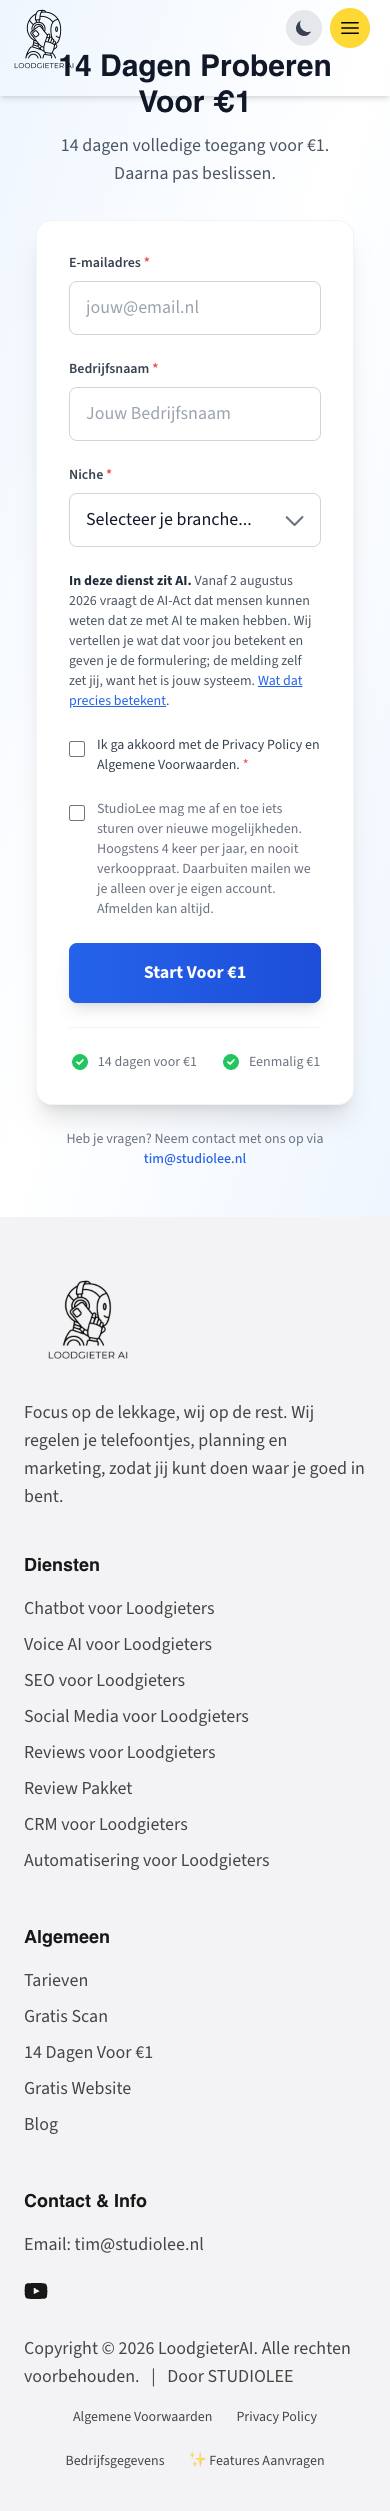 LOODGIETER AI
14 Dagen Proberen
Voor €1
14 dagen volledige toegang voor €1.
Daarna pas beslissen.
E-mailadres *
jouw@email.nl
Bedrijfsnaam *
Jouw Bedrijfsnaam
Niche *
Selecteer je branche...
In deze dienst zit AI. Vanaf 2 augustus
2026 vraagt de AI-Act dat mensen kunnen
weten dat ze met AI te maken hebben. Wij
vertellen je wat dat voor jou betekent en
geven je de formulering; de melding zelf
zet jij, want het is jouw systeem. Wat dat
precies betekent.
Ik ga akkoord met de Privacy Policy en
Algemene Voorwaarden. *
StudioLee mag me af en toe iets
sturen over nieuwe mogelijkheden.
Hoogstens 4 keer per jaar, en nooit
verkooppraat. Daarbuiten mailen we
je alleen over je eigen account.
Afmelden kan altijd.
Start Voor €1
14 dagen voor €1 Eenmalig €1
Heb je vragen? Neem contact met ons op via
tim@studiolee.nl
LOODGIETER AI
Focus op de lekkage, wij op de rest. Wij
regelen je telefoontjes, planning en
marketing, zodat jij kunt doen waar je goed in
bent.
Diensten
Chatbot voor Loodgieters
Voice AI voor Loodgieters
SEO voor Loodgieters
Social Media voor Loodgieters
Reviews voor Loodgieters
Review Pakket
CRM voor Loodgieters
Automatisering voor Loodgieters
Algemeen
Tarieven
Gratis Scan
14 Dagen Voor €1
Gratis Website
Blog
Contact & Info
Email: tim@studiolee.nl
Copyright © 2026 LoodgieterAI. Alle rechten
voorbehouden. | Door STUDIOLEE
Algemene Voorwaarden Privacy Policy
Bedrijfsgegevens ✨ Features Aanvragen